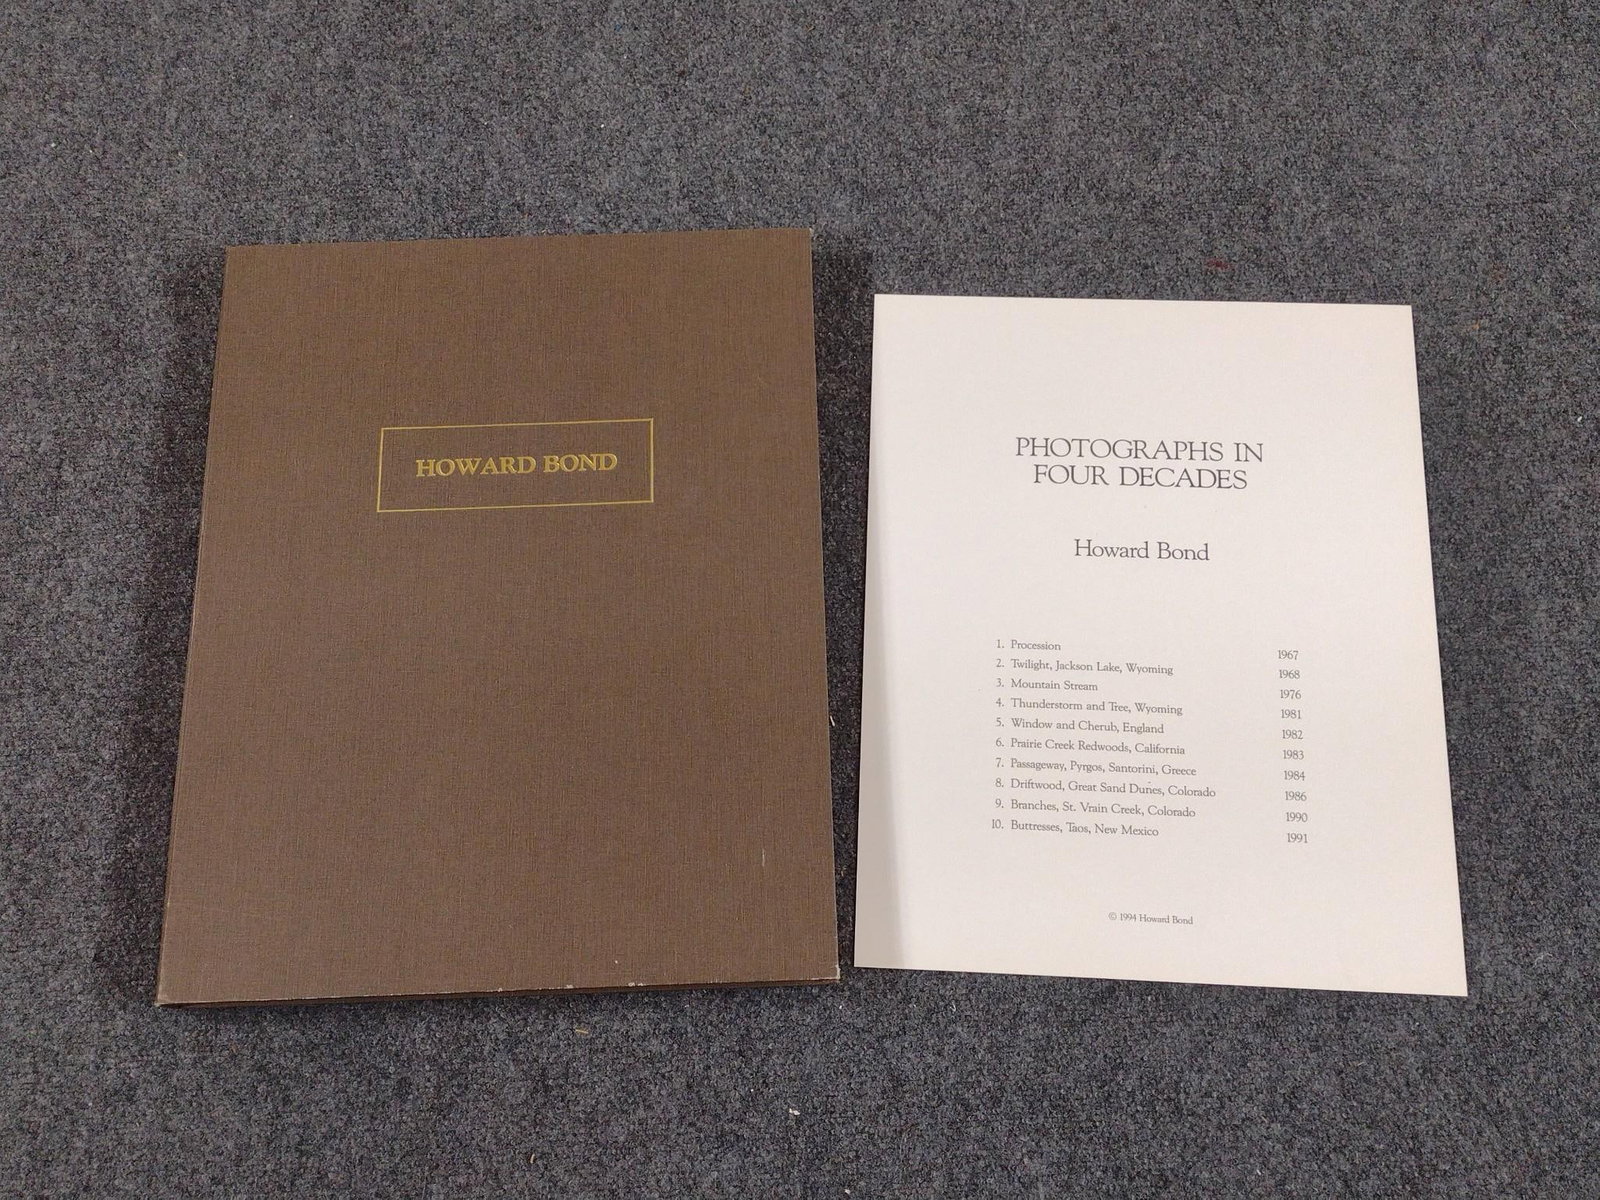 HOWARD BOND
PHOTOGRAPHS IN
FOUR DECADES
Howard Bond
1. Procession 1967
2. Twilight, Jackson Lake, Wyoming 1968
3. Mountain Stream 1976
4. Thunderstorm and Tree, Wyoming 1981
5. Window and Cherub, England 1982
6. Prairie Creek Redwoods, California 1983
7. Passageway, Pyrgos, Santorini, Greece 1984
8. Driftwood, Great Sand Dunes, Colorado 1986
9. Branches, St. Vrain Creek, Colorado 1990
10. Buttresses, Taos, New Mexico 1991
© 1994 Howard Bond